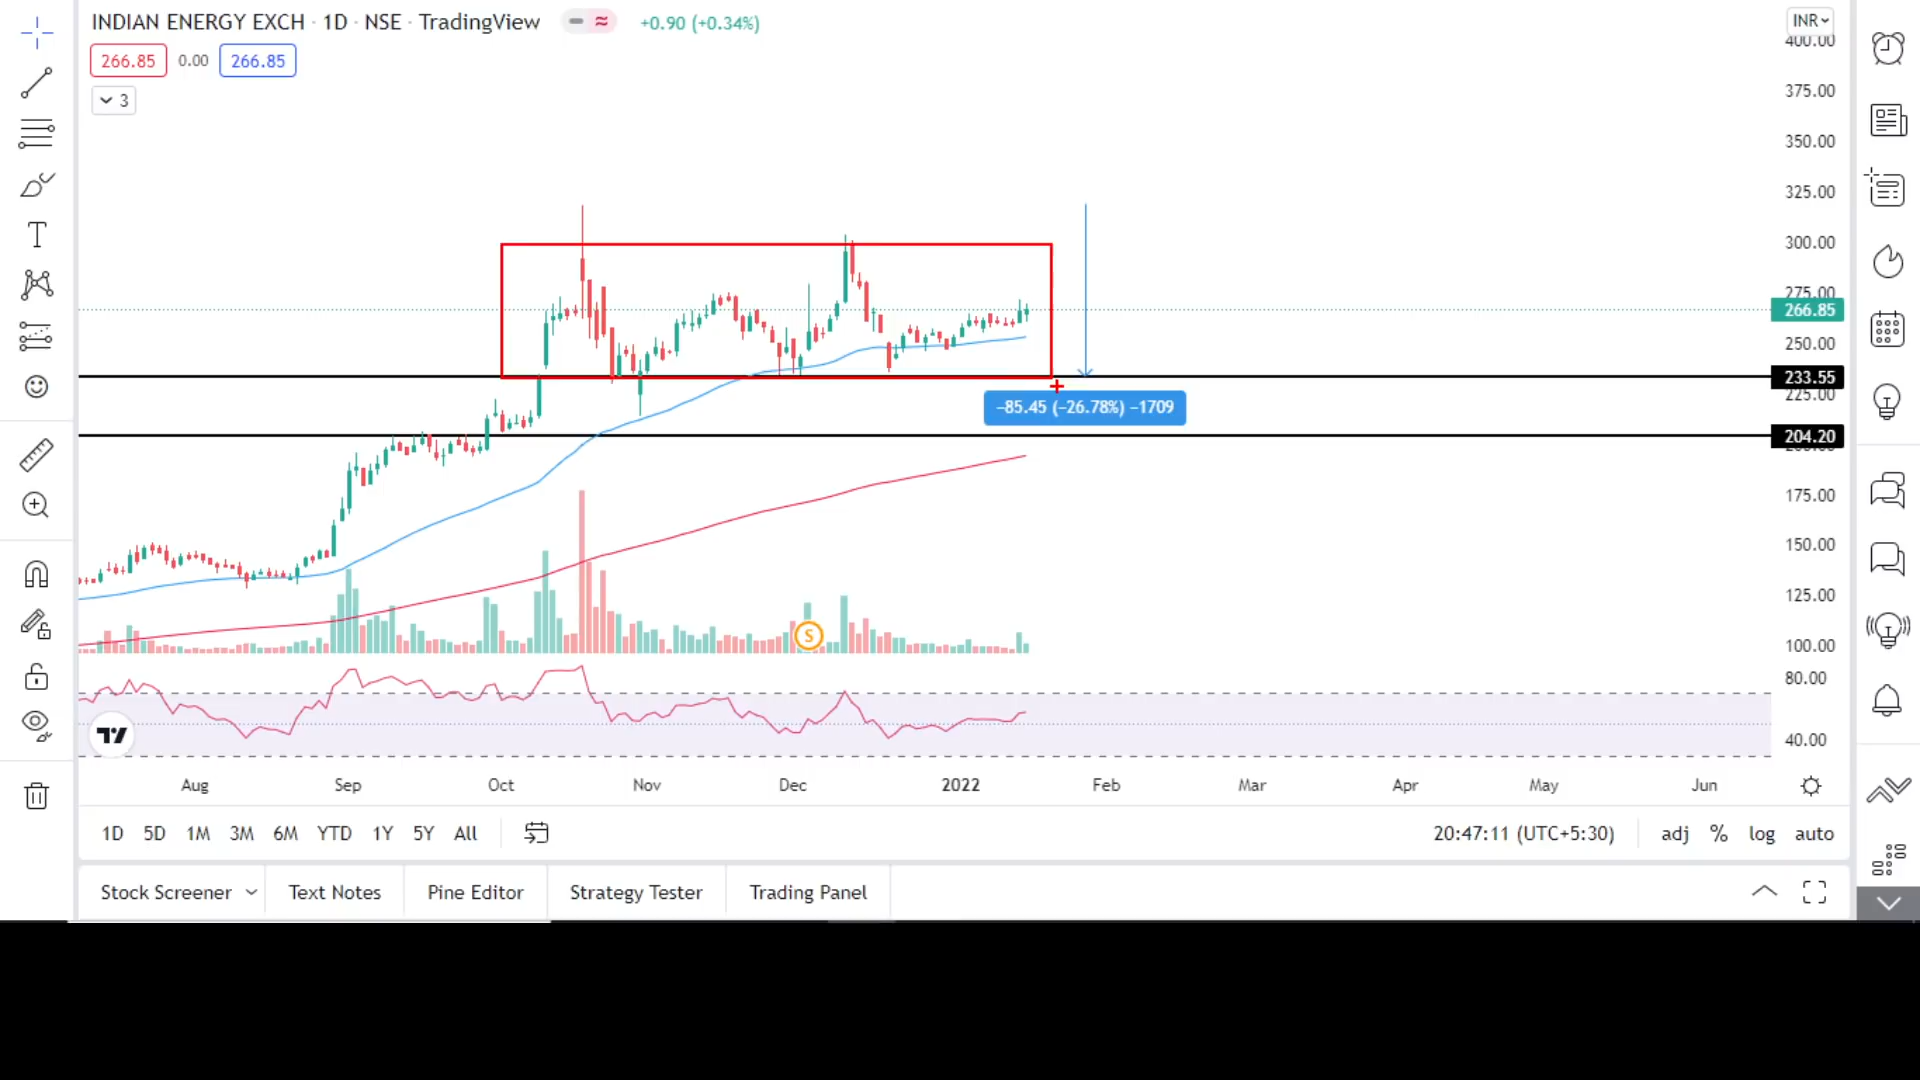 INDIAN ENERGY EXCH · 1D · NSE · TradingView
+0.90 (+0.34%)
INR
266.85 0.00 266.85
3
400.00
375.00
350.00
325.00
300.00
275.00
266.85
250.00
233.55
225.00
−85.45 (−26.78%) −1709
204.20
175.00
150.00
125.00
100.00
S
80.00
40.00
Aug Sep Oct Nov Dec 2022 Feb Mar Apr May Jun
1D 5D 1M 3M 6M YTD 1Y 5Y All
20:47:11 (UTC+5:30) adj % log auto
Stock Screener Text Notes Pine Editor Strategy Tester Trading Panel